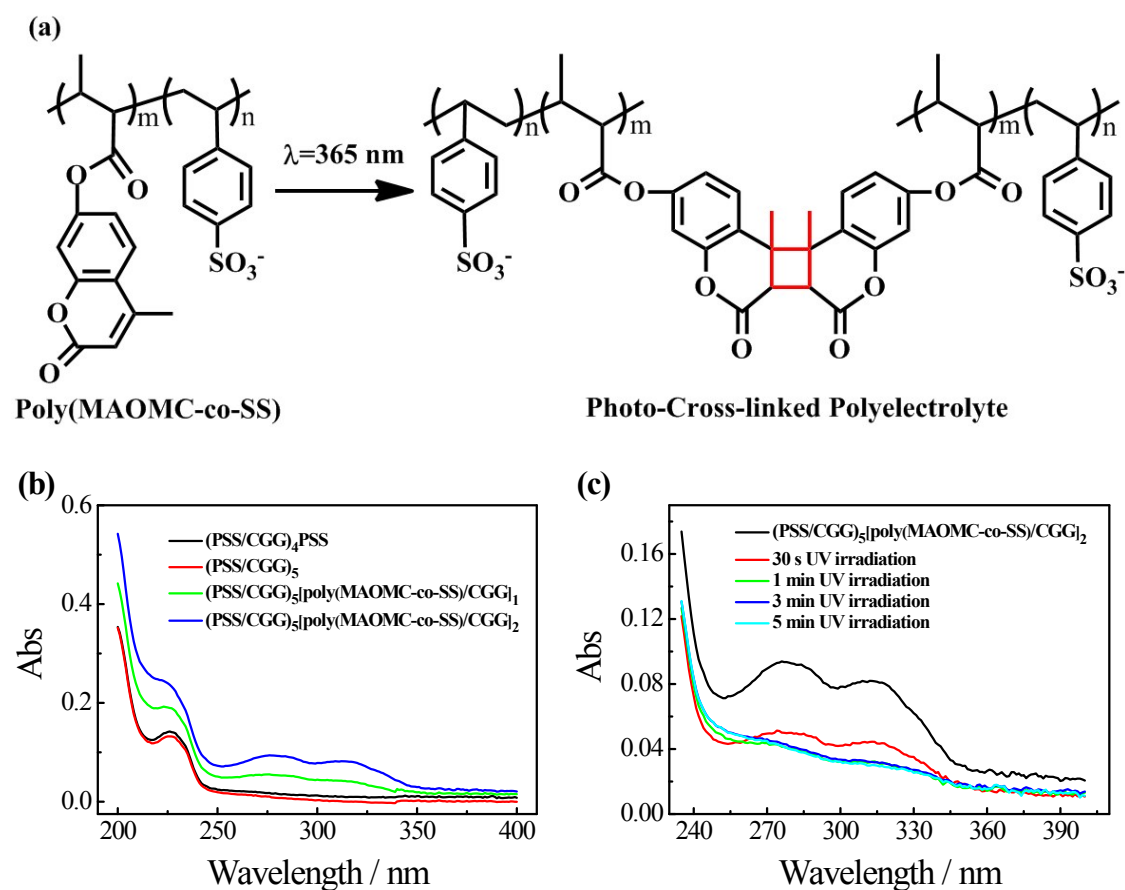 (a)
m n
O O
SO₃⁻
O
O
λ=365 nm
n m
O O
SO₃⁻
O O
O O
m n
O O
SO₃⁻
Poly(MAOMC-co-SS)
Photo-Cross-linked Polyelectrolyte
(b)
0.6
0.4
0.2
0.0
Abs
(PSS/CGG)₄PSS
(PSS/CGG)₅
(PSS/CGG)₅[poly(MAOMC-co-SS)/CGG]₁
(PSS/CGG)₅[poly(MAOMC-co-SS)/CGG]₂
200 250 300 350 400
Wavelength / nm
(c)
0.16
0.12
0.08
0.04
0.00
Abs
(PSS/CGG)₅[poly(MAOMC-co-SS)/CGG]₂
30 s UV irradiation
1 min UV irradiation
3 min UV irradiation
5 min UV irradiation
240 270 300 330 360 390
Wavelength / nm